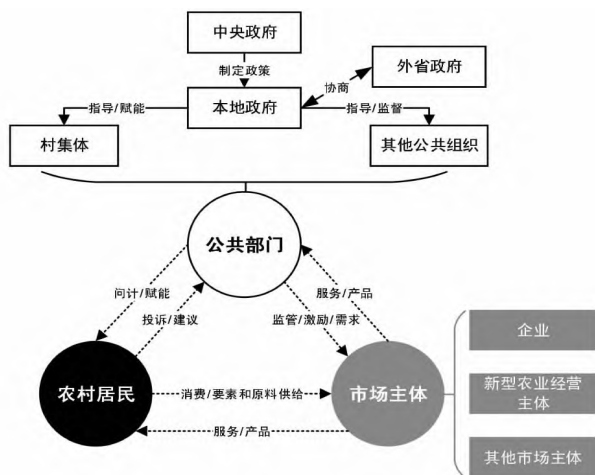 中央政府
制定政策
外省政府
协商
本地政府
指导/赋能
指导/监督
村集体
其他公共组织
公共部门
问计/赋能
投诉/建议
服务/产品
监管/激励/需求
农村居民
消费/要素和原料供给
服务/产品
市场主体
企业
新型农业经营
主体
其他市场主体